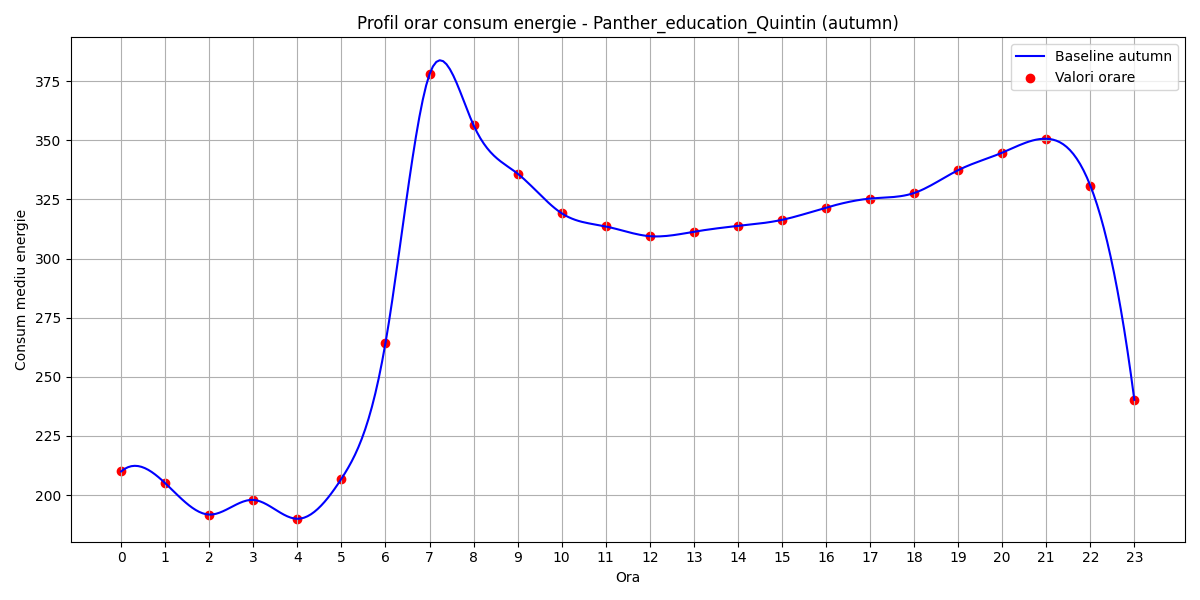 Profil orar consum energie - Panther_education_Quintin (autumn)
Baseline autumn
Valori orare
Consum mediu energie
375
350
325
300
275
250
225
200
0 1 2 3 4 5 6 7 8 9 10 11 12 13 14 15 16 17 18 19 20 21 22 23
Ora